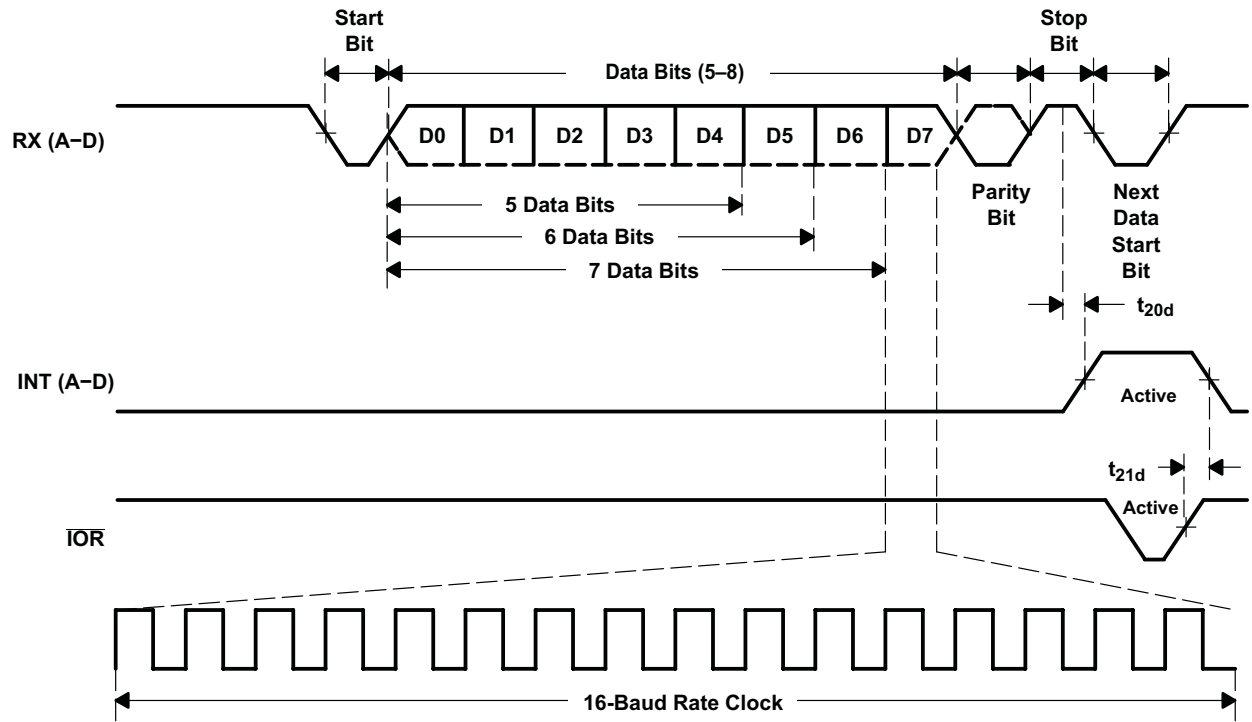 Start
Bit
Data Bits (5–8)
Stop
Bit
RX (A−D)
D0 D1 D2 D3 D4 D5 D6 D7
Parity
Bit
Next
Data
Start
Bit
5 Data Bits
6 Data Bits
7 Data Bits
t20d
INT (A−D)
Active
t21d
IOR
Active
16-Baud Rate Clock